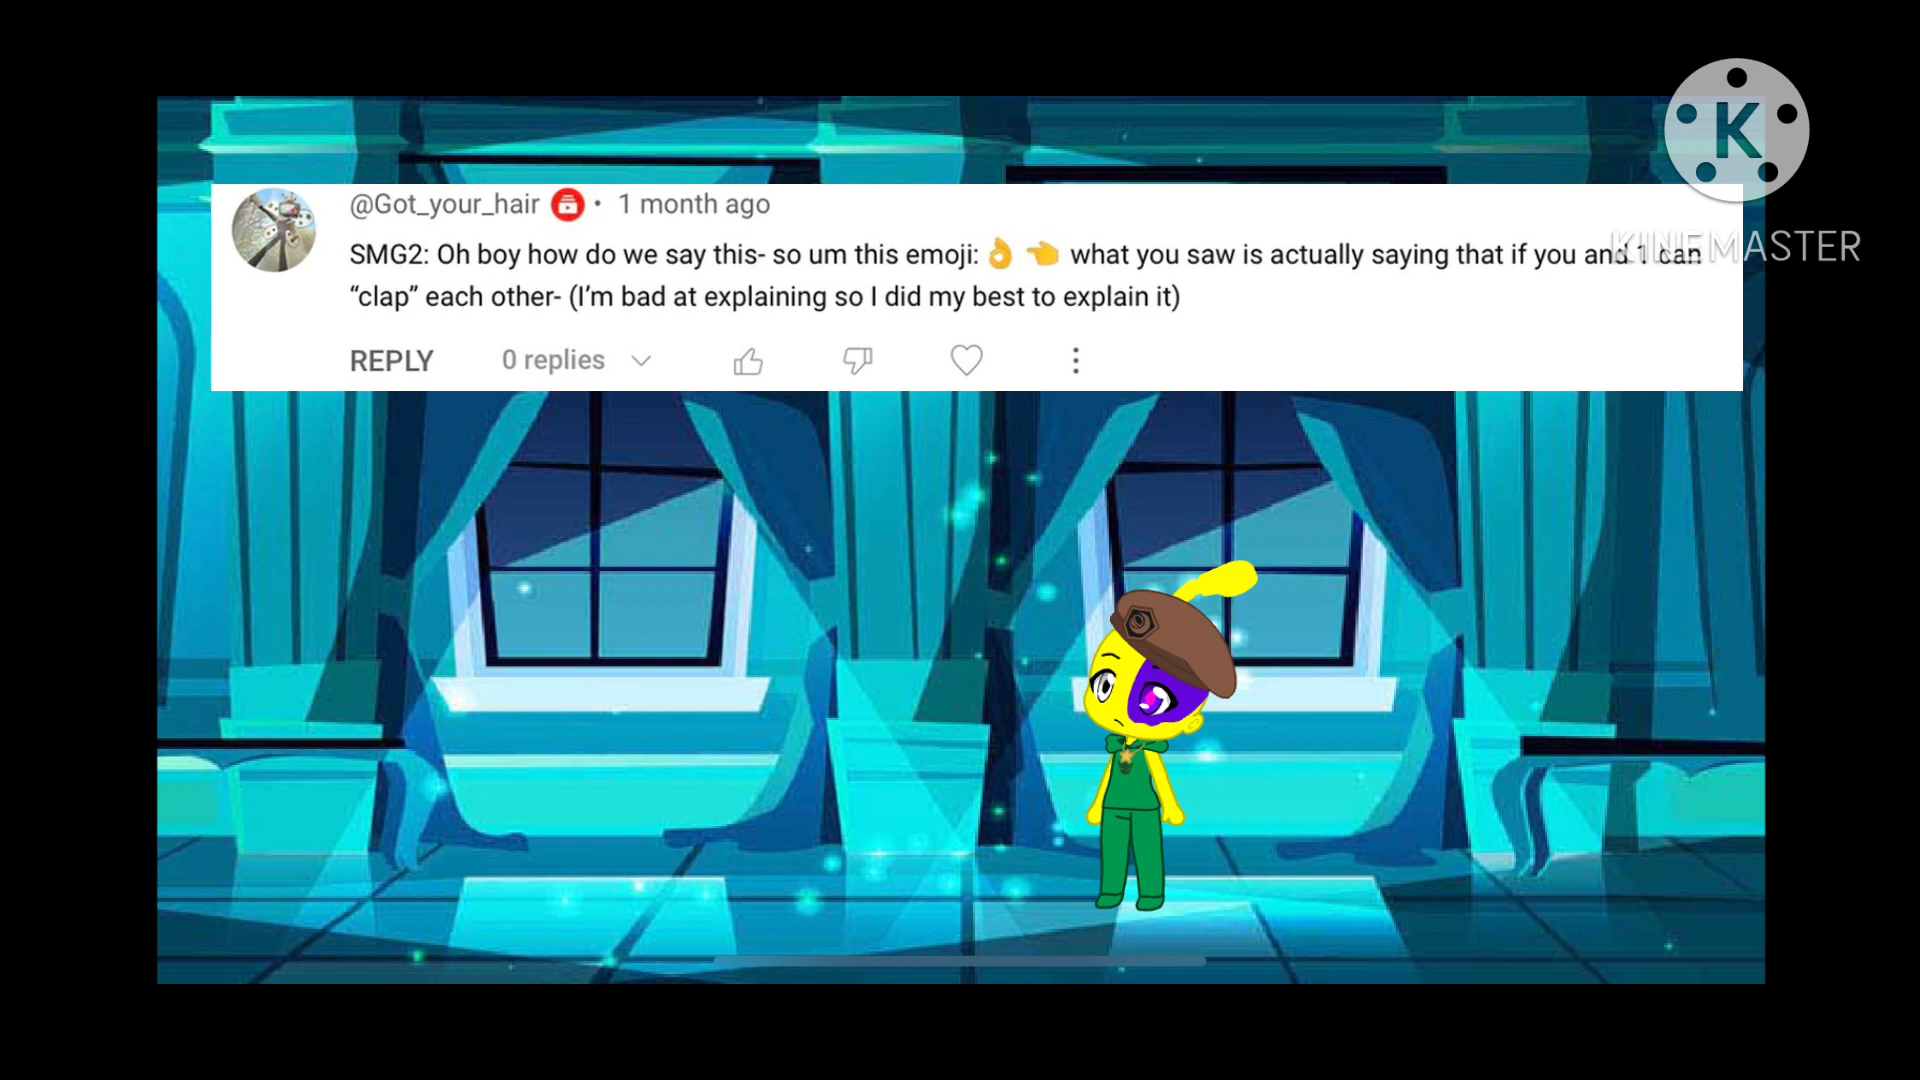 @Got_your_hair • 1 month ago
SMG2: Oh boy how do we say this- so um this emoji: 👌 👈 what you saw is actually saying that if you and 1 can
“clap” each other- (I’m bad at explaining so I did my best to explain it)
REPLY 0 replies
K
KINEMASTER